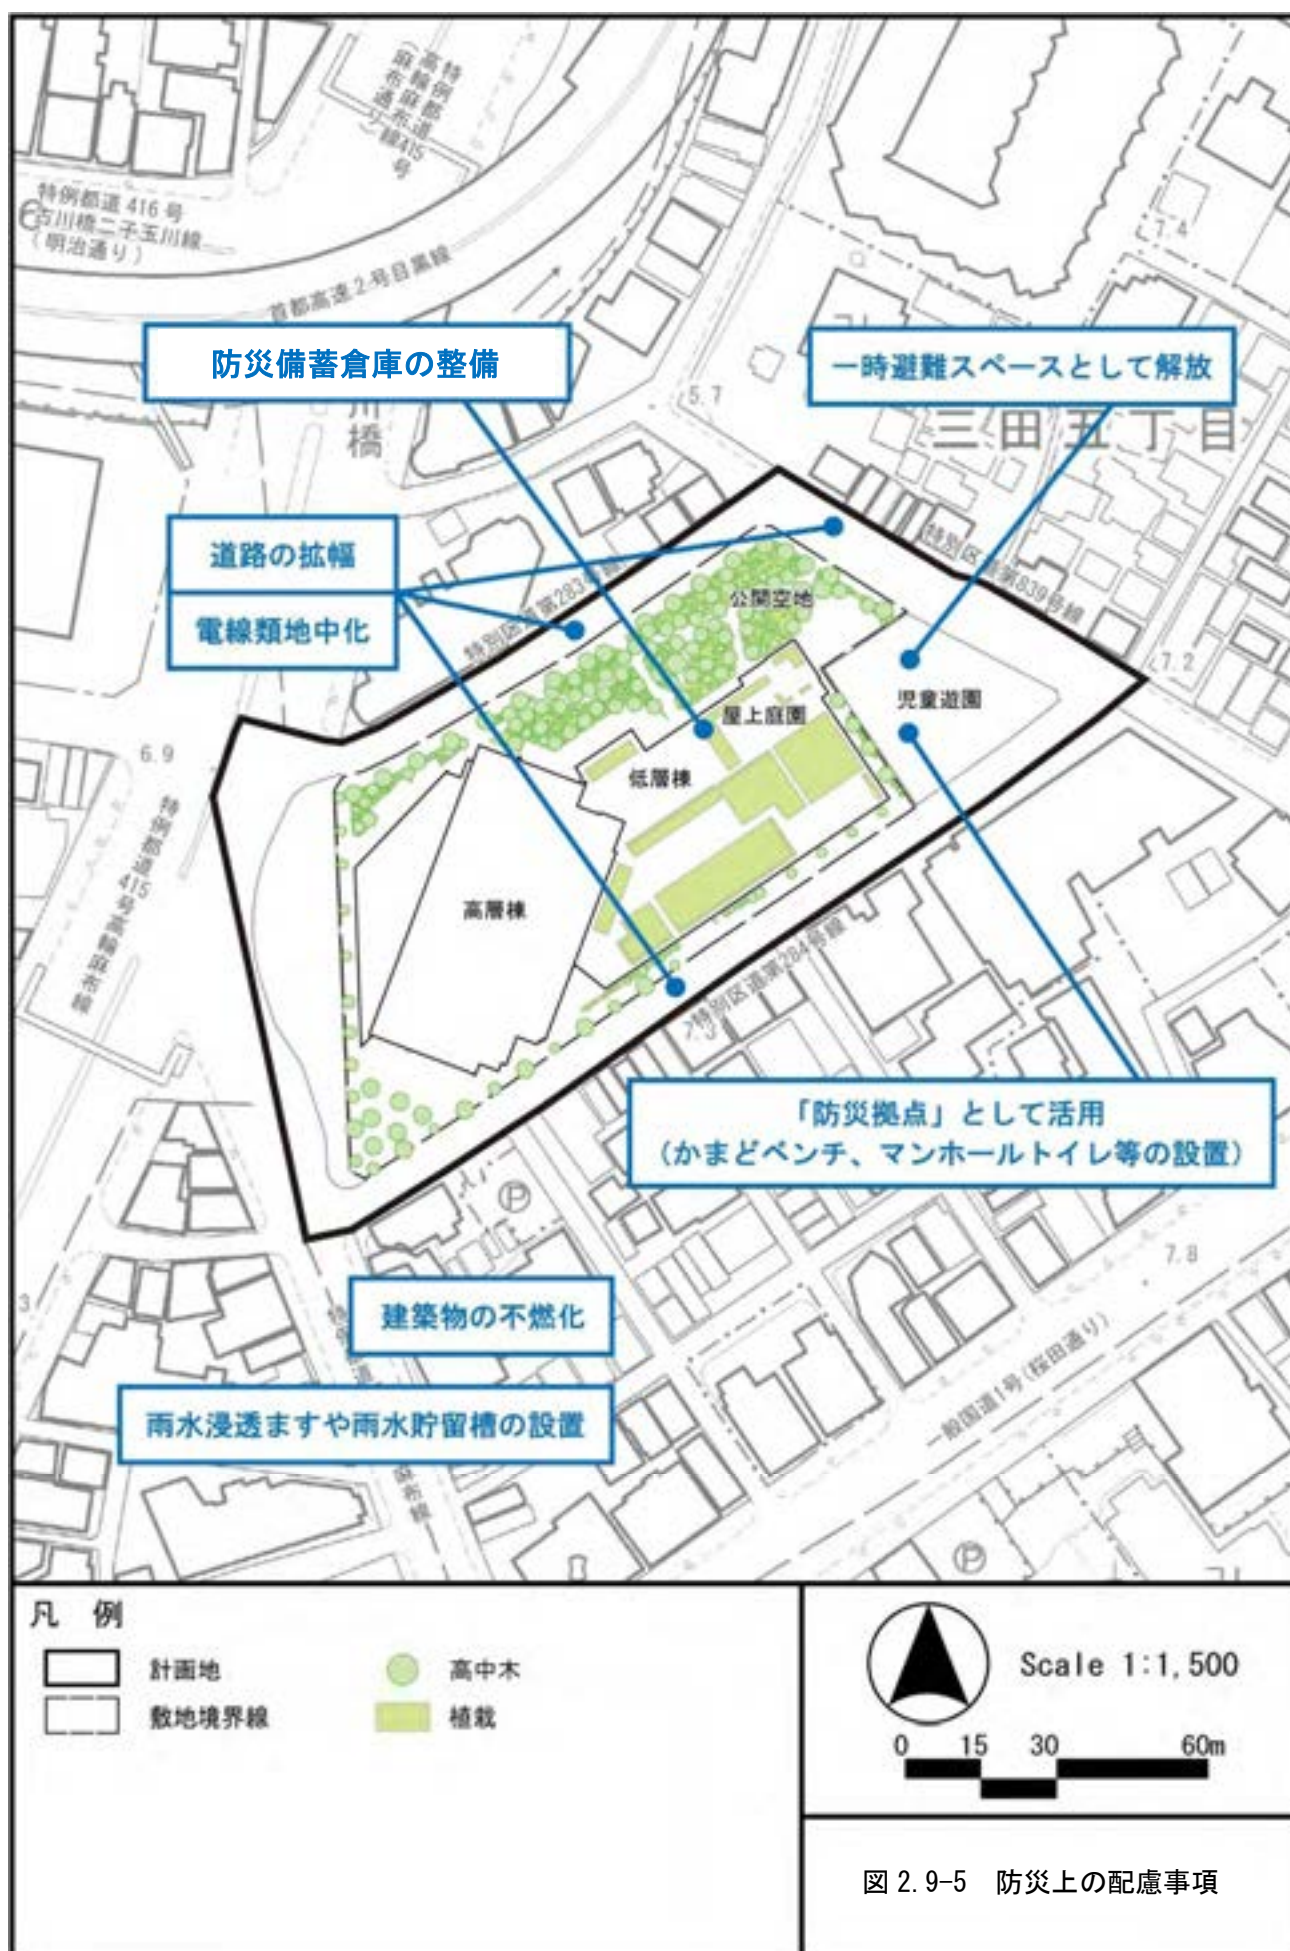 特例都道415号
高輪麻布線
(麻布通り)
特例都道416号
古川橋二子玉川線
(明治通り)
首都高速2号目黒線
7.4
防災備蓄倉庫の整備
一時避難スペースとして解放
5.7
川橋
三田五丁目
道路の拡幅
電線類地中化
特別区道第283号線
特別区道第839号線
公開空地
7.2
児童遊園
屋上庭園
低層棟
6.9
特例都道415号高輪麻布線
高層棟
特別区道第284号線
「防災拠点」として活用
(かまどベンチ、マンホールトイレ等の設置)
P
7.8
建築物の不燃化
3
雨水浸透ますや雨水貯留槽の設置
一般国道1号(桜田通り)
麻布線
P
凡 例
計画地
高中木
敷地境界線
植栽
Scale 1:1,500
0 15 30 60m
図 2.9-5 防災上の配慮事項